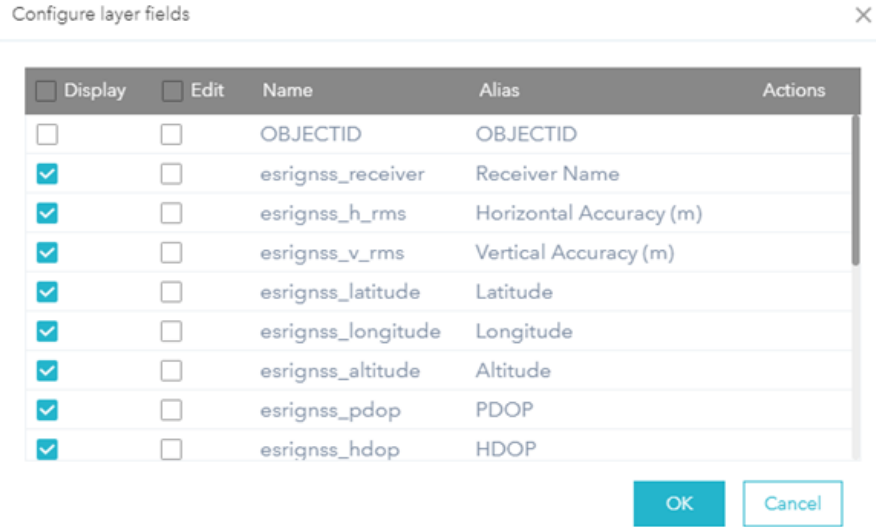 Configure layer fields
Display Edit Name Alias Actions
OBJECTID OBJECTID
esrignss_receiver Receiver Name
esrignss_h_rms Horizontal Accuracy (m)
esrignss_v_rms Vertical Accuracy (m)
esrignss_latitude Latitude
esrignss_longitude Longitude
esrignss_altitude Altitude
esrignss_pdop PDOP
esrignss_hdop HDOP
OK Cancel